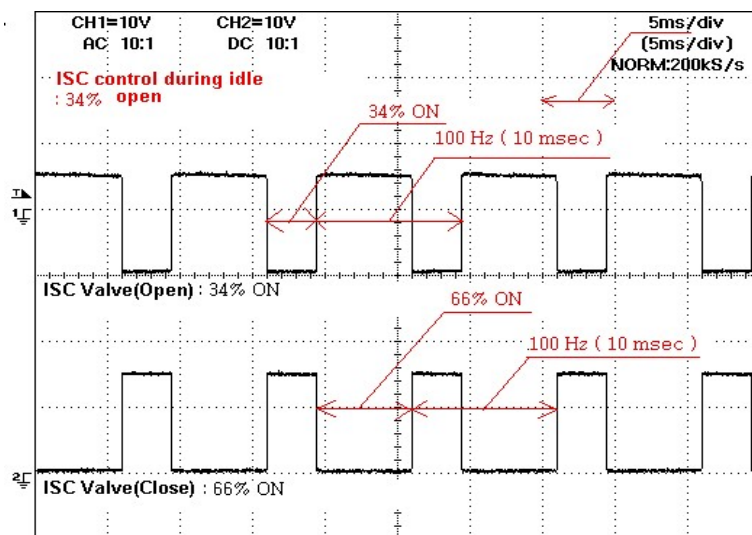 CH1=10V
AC 10:1
CH2=10V
DC 10:1
5ms/div
(5ms/div)
NORM:200kS/s
ISC control during idle
: 34% open
34% ON
100 Hz ( 10 msec )
T
1
ISC Valve(Open) : 34% ON
66% ON
100 Hz ( 10 msec )
2
ISC Valve(Close) : 66% ON